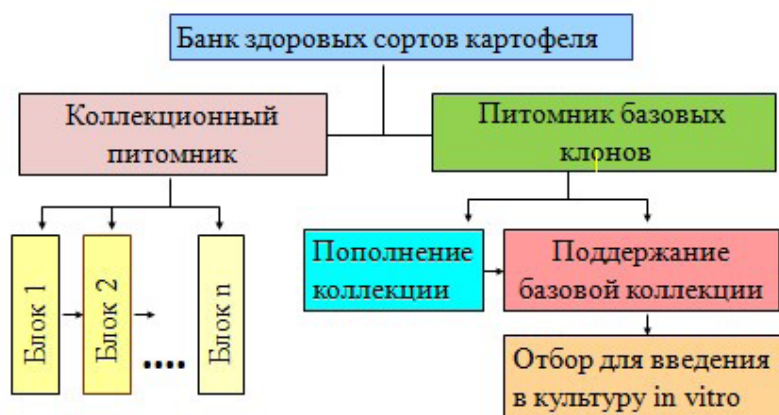 Банк здоровых сортов картофеля
Коллекционный
питомник
Питомник базовых
клонов
Блок 1
Блок 2
....
Блок n
Пополнение
коллекции
Поддержание
базовой коллекции
Отбор для введения
в культуру in vitro